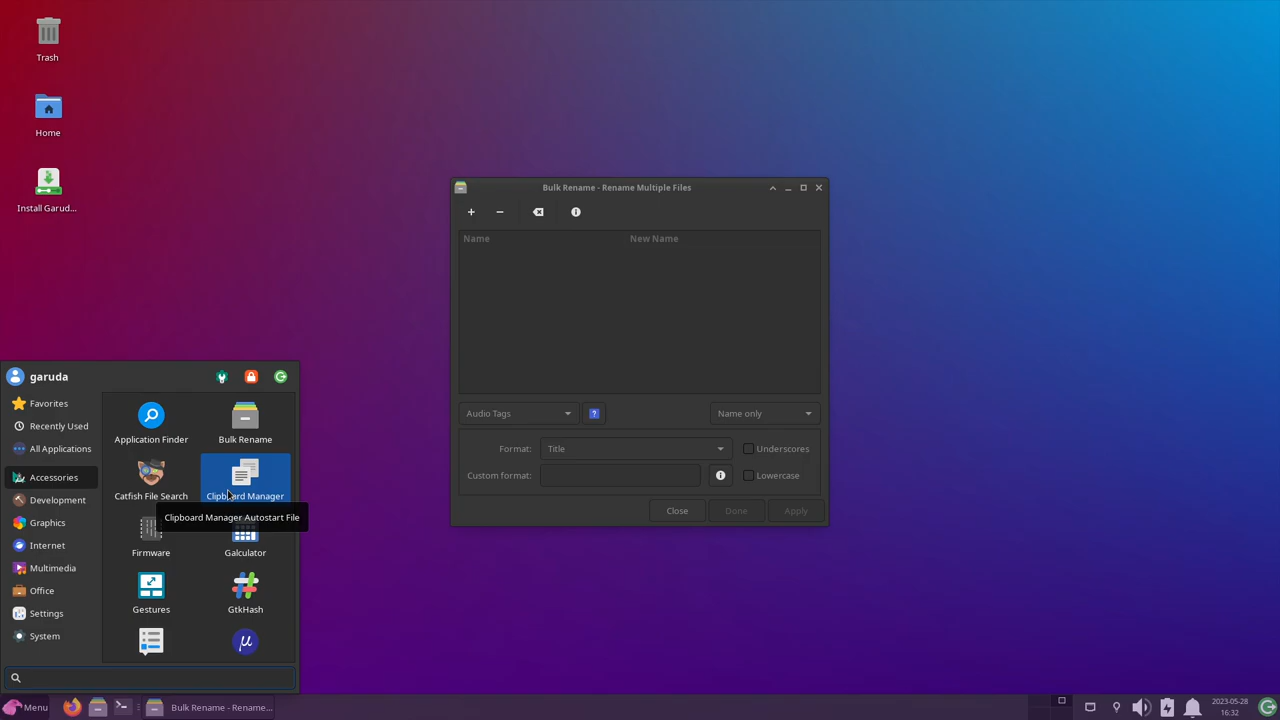 Trash
Home
Install Garud...
Bulk Rename - Rename Multiple Files
Name
New Name
Audio Tags
?
Name only
Format:
Title
Underscores
Custom format:
Lowercase
Close
Done
Apply
garuda
Favorites
Recently Used
All Applications
Accessories
Development
Graphics
Internet
Multimedia
Office
Settings
System
Application Finder
Bulk Rename
Catfish File Search
Clipboard Manager
Clipboard Manager Autostart File
Firmware
Galculator
Gestures
GtkHash
μ
Menu
Bulk Rename - Rename...
2023-05-28
16:32